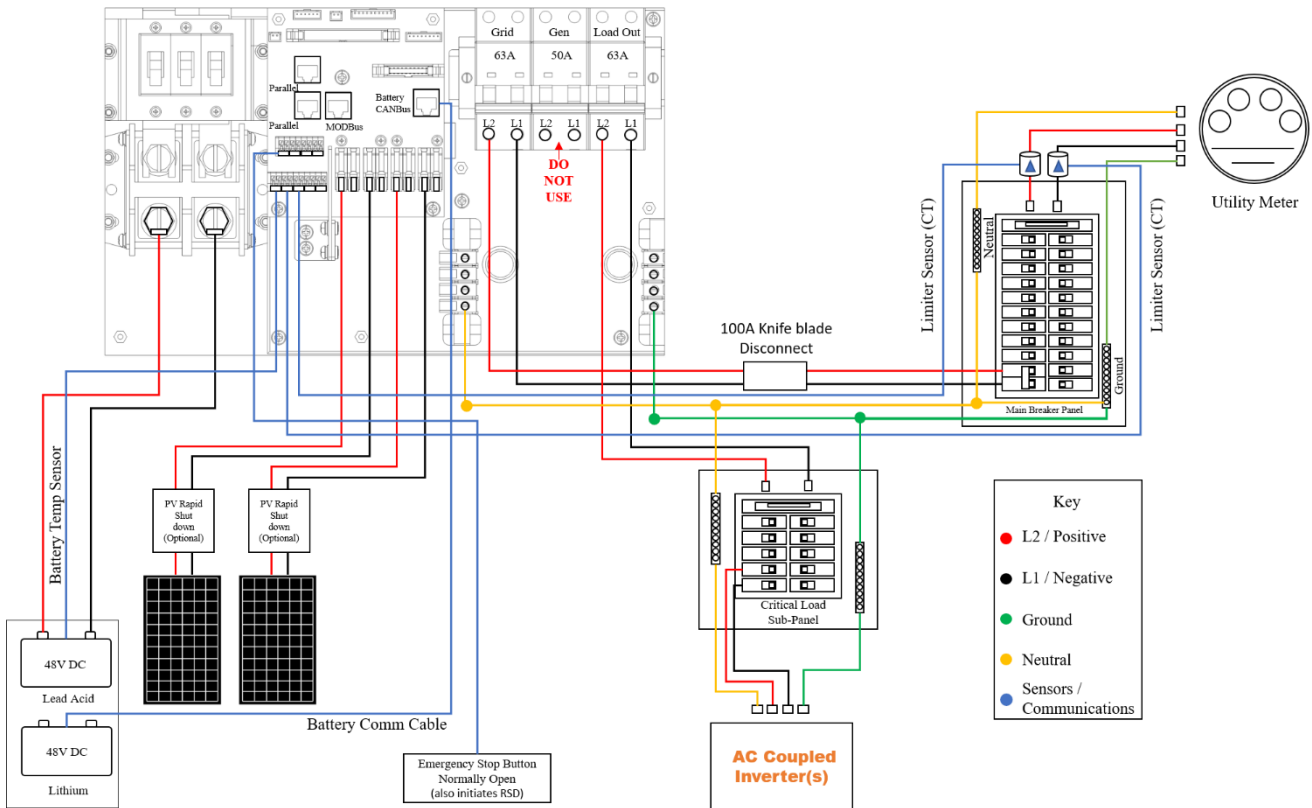 Grid
Gen
Load Out
63A
50A
63A
Parallel
Parallel
MODBus
Battery
CANBus
L2
L1
L2
L1
L2
L1
DO
NOT
USE
Utility Meter
Limiter Sensor (CT)
Neutral
Limiter Sensor (CT)
Ground
Main Breaker Panel
100A Knife blade
Disconnect
Battery Temp Sensor
PV Rapid
Shut
down
(Optional)
PV Rapid
Shut
down
(Optional)
Critical Load
Sub-Panel
Key
L2 / Positive
L1 / Negative
Ground
Neutral
Sensors /
Communications
48V DC
Lead Acid
48V DC
Lithium
Battery Comm Cable
Emergency Stop Button
Normally Open
(also initiates RSD)
AC Coupled
Inverter(s)